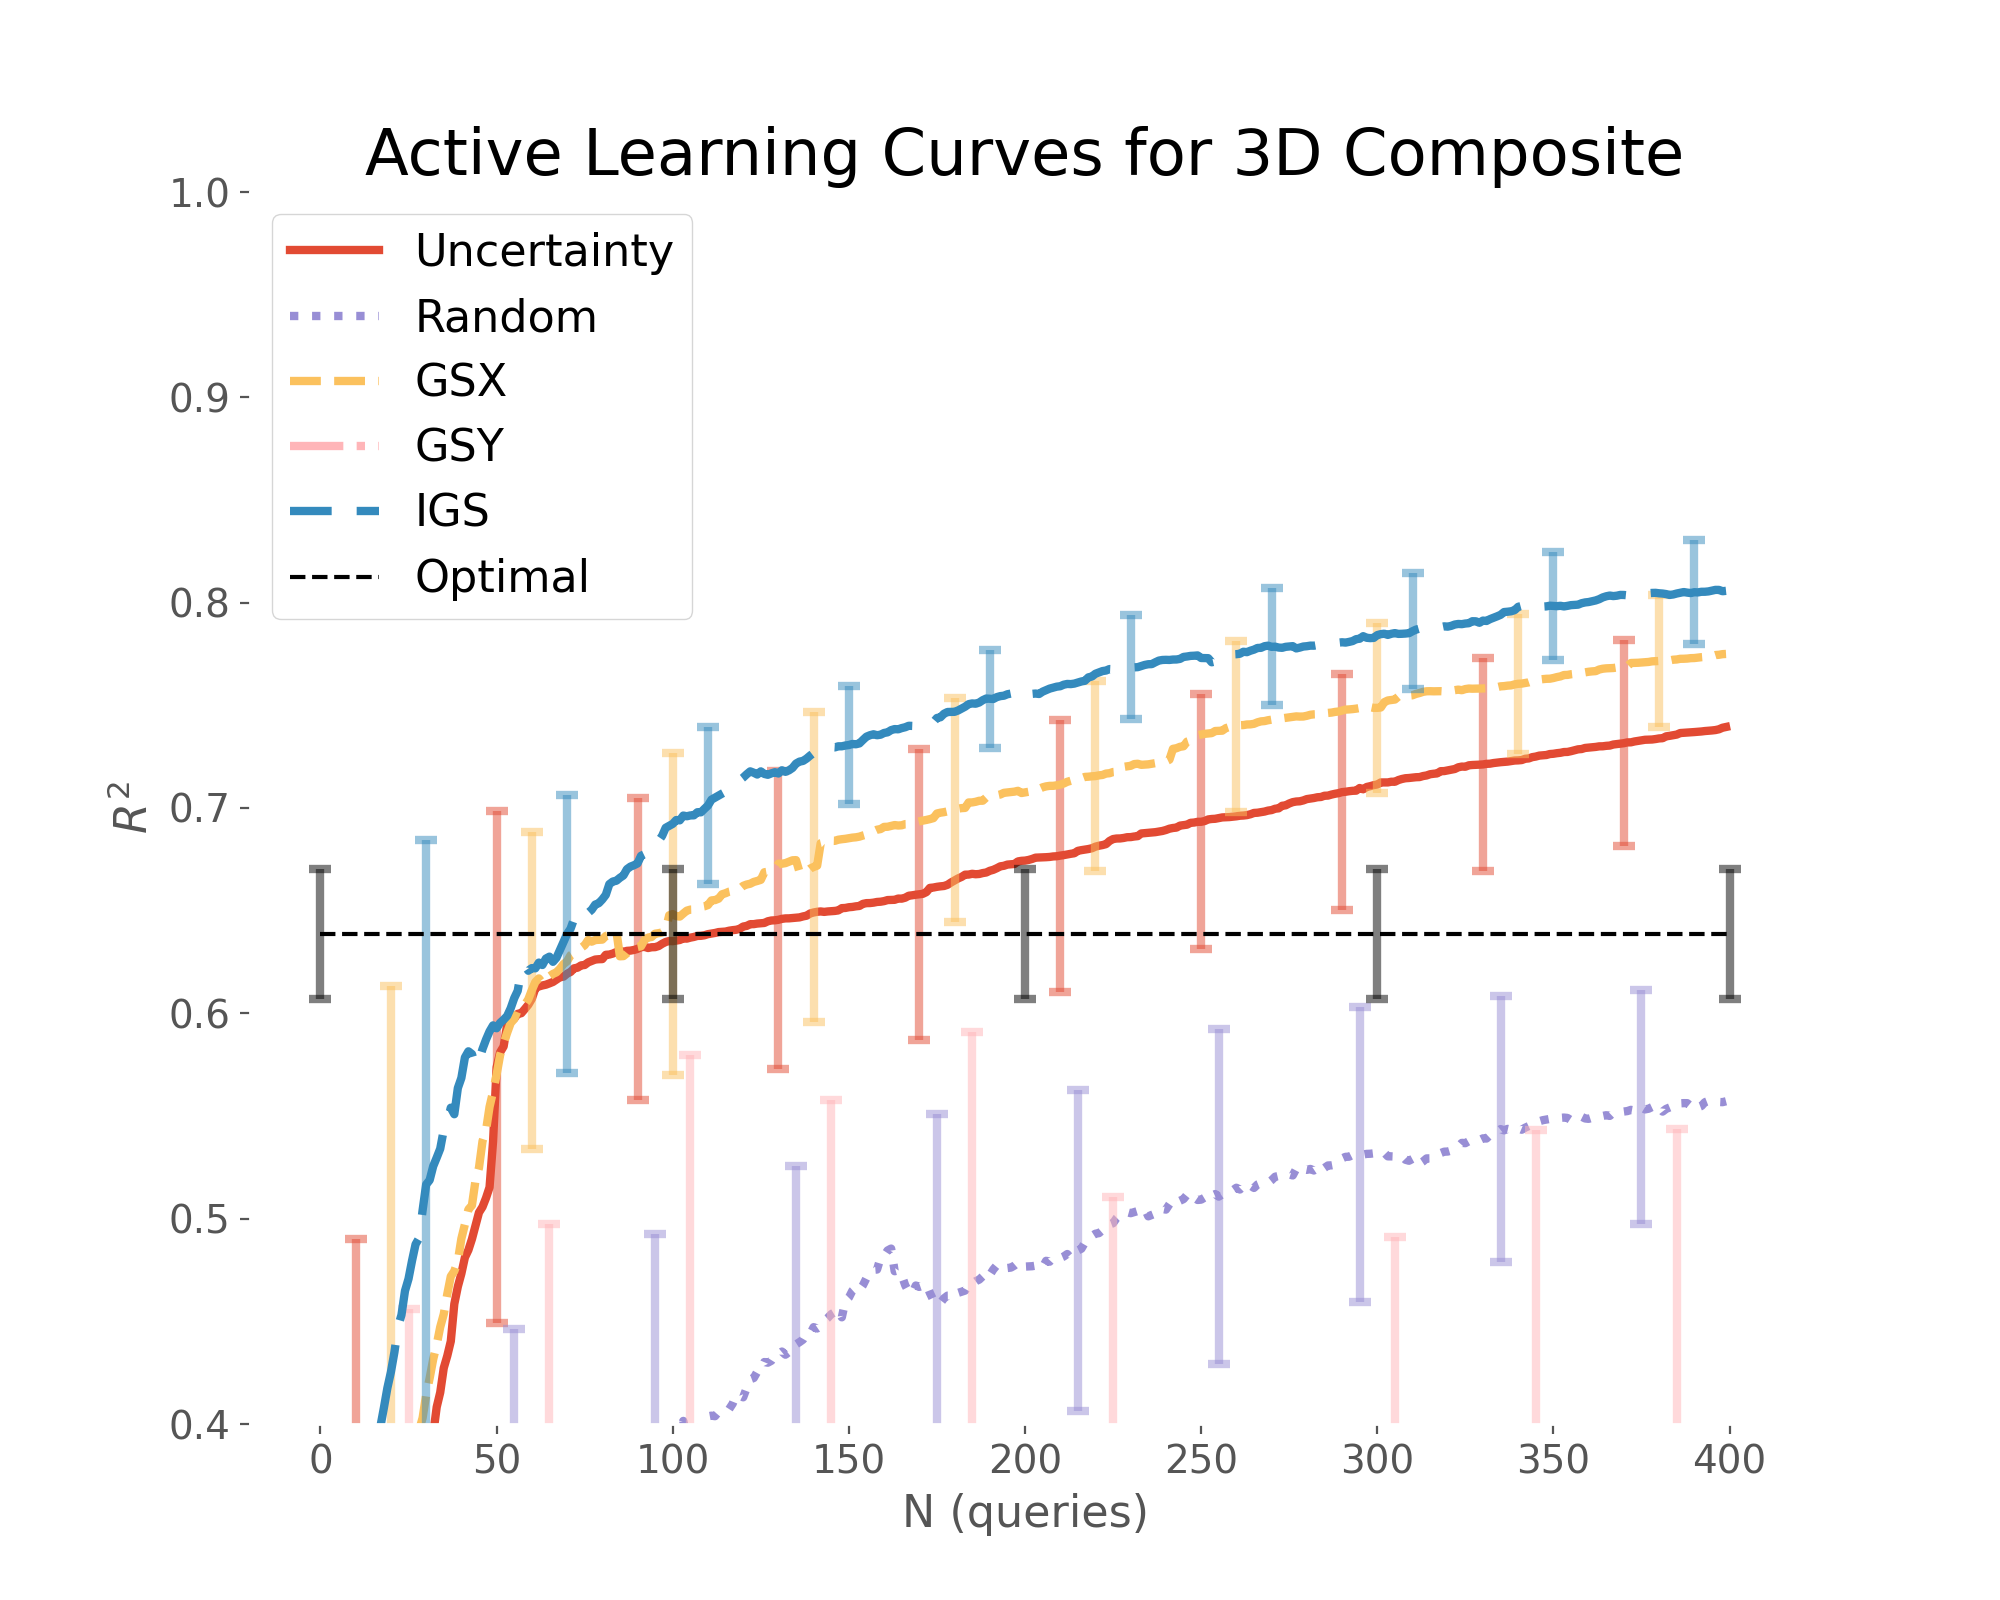 Active Learning Curves for 3D Composite
1.0
0.9
0.8
0.7
0.6
0.5
0.4
R²
Uncertainty
Random
GSX
GSY
IGS
Optimal
0 50 100 150 200 250 300 350 400
N (queries)